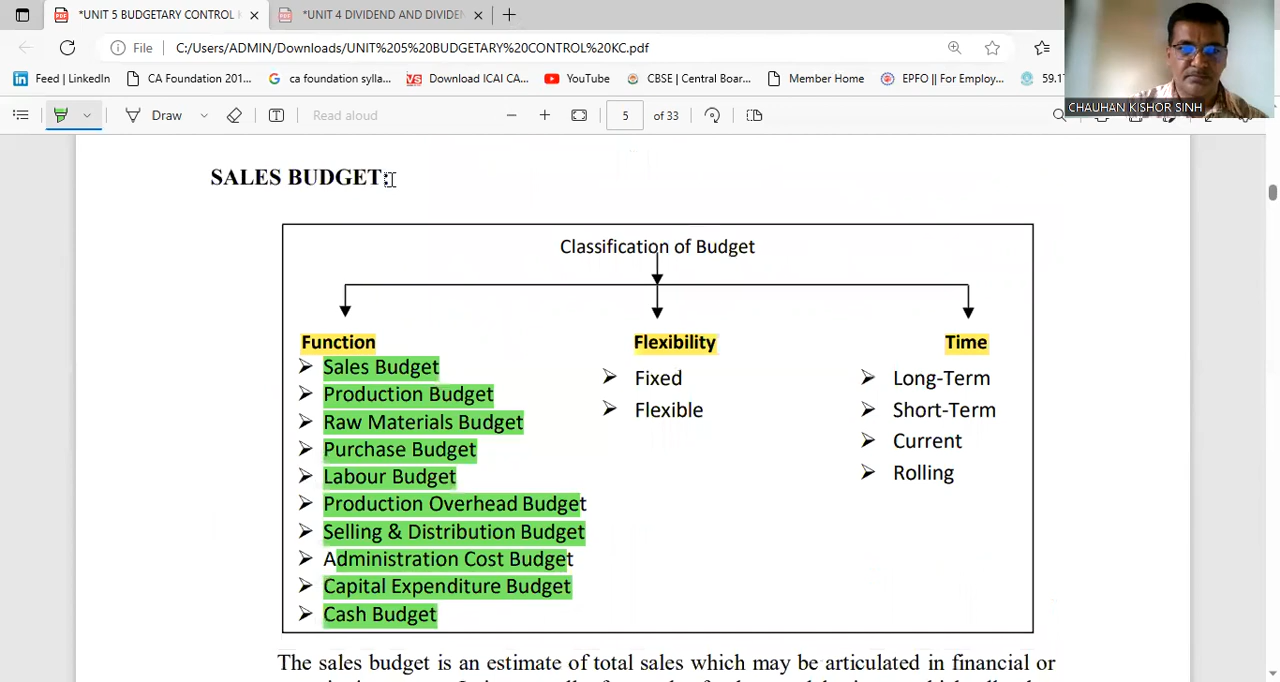 *UNIT 5 BUDGETARY CONTROL
*UNIT 4 DIVIDEND AND DIVIDEN
File C:/Users/ADMIN/Downloads/UNIT%205%20BUDGETARY%20CONTROL%20KC.pdf
Feed | LinkedIn CA Foundation 201... ca foundation sylla... Download ICAI CA... YouTube CBSE | Central Boar... Member Home EPFO || For Employ... 59.1
CHAUHAN KISHOR SINH
Draw Read aloud 5 of 33
SALES BUDGET:
Classification of Budget
Function Flexibility Time
Sales Budget
Production Budget
Raw Materials Budget
Purchase Budget
Labour Budget
Production Overhead Budget
Selling & Distribution Budget
Administration Cost Budget
Capital Expenditure Budget
Cash Budget
Fixed
Flexible
Long-Term
Short-Term
Current
Rolling
The sales budget is an estimate of total sales which may be articulated in financial or